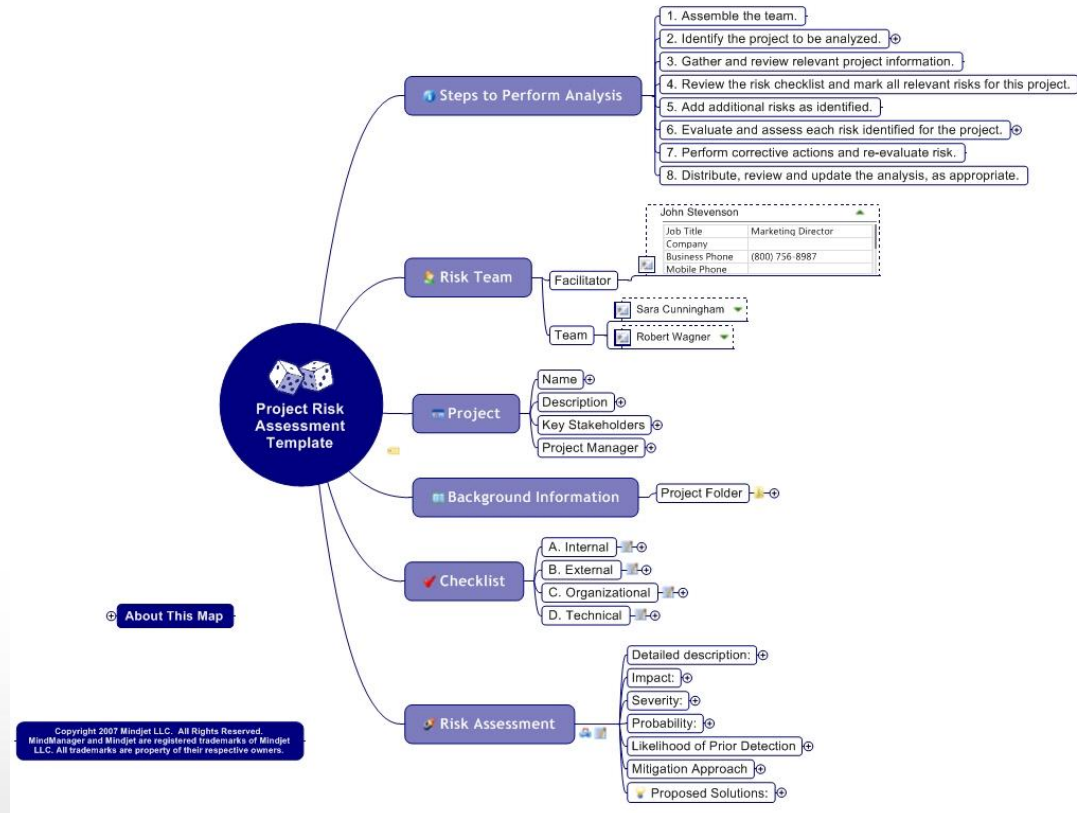 Project Risk
Assessment
Template
Steps to Perform Analysis
1. Assemble the team.
2. Identify the project to be analyzed.
3. Gather and review relevant project information.
4. Review the risk checklist and mark all relevant risks for this project.
5. Add additional risks as identified.
6. Evaluate and assess each risk identified for the project.
7. Perform corrective actions and re-evaluate risk.
8. Distribute, review and update the analysis, as appropriate.
Risk Team
Facilitator
John Stevenson
Job Title Marketing Director
Company
Business Phone (800) 756-8987
Mobile Phone
Team
Sara Cunningham
Robert Wagner
Project
Name
Description
Key Stakeholders
Project Manager
Background Information
Project Folder
Checklist
A. Internal
B. External
C. Organizational
D. Technical
Risk Assessment
Detailed description:
Impact:
Severity:
Probability:
Likelihood of Prior Detection
Mitigation Approach
Proposed Solutions:
About This Map
Copyright 2007 Mindjet LLC. All Rights Reserved.
MindManager and Mindjet are registered trademarks of Mindjet
LLC. All trademarks are property of their respective owners.